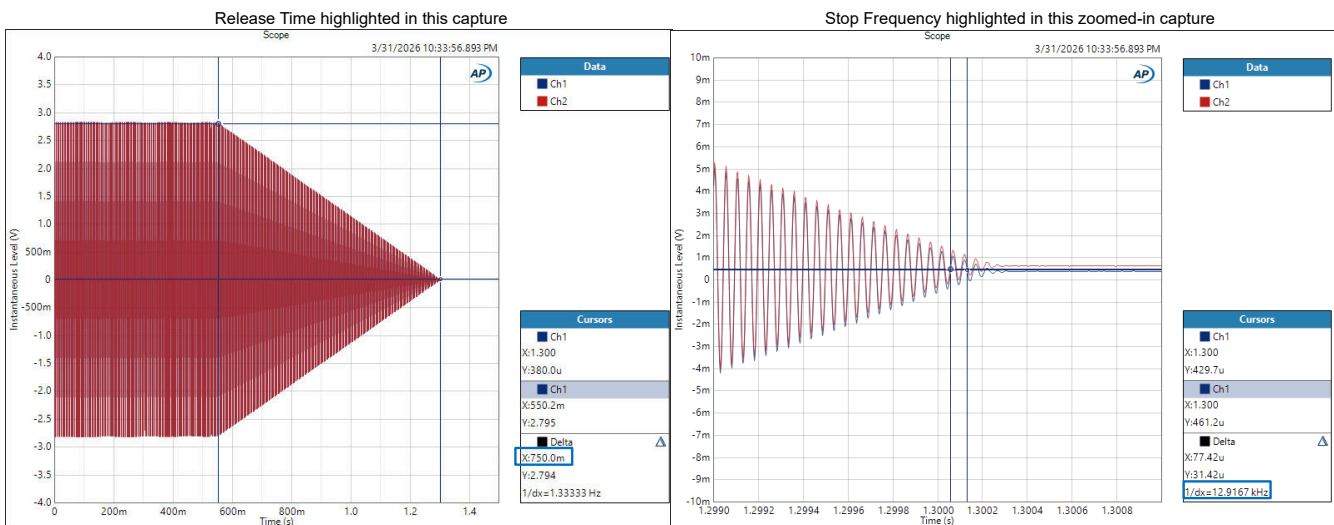 Release Time highlighted in this capture
Scope
3/31/2026 10:33:56.893 PM
AP
Instantaneous Level (V)
4.0
3.5
3.0
2.5
2.0
1.5
1.0
500m
0
-500m
-1.0
-1.5
-2.0
-2.5
-3.0
-3.5
-4.0
0 200m 400m 600m 800m 1.0 1.2 1.4
Time (s)
Data
Ch1
Ch2
Cursors
Ch1
X:1.300
Y:380.0u
Ch1
X:550.2m
Y:2.795
Delta
X:750.0m
Y:2.794
1/dx=1.33333 Hz
Stop Frequency highlighted in this zoomed-in capture
Scope
3/31/2026 10:33:56.893 PM
AP
Instantaneous Level (V)
10m
9m
8m
7m
6m
5m
4m
3m
2m
1m
0
-1m
-2m
-3m
-4m
-5m
-6m
-7m
-8m
-9m
-10m
1.2990 1.2992 1.2994 1.2996 1.2998 1.3000 1.3002 1.3004 1.3006 1.3008
Time (s)
Data
Ch1
Ch2
Cursors
Ch1
X:1.300
Y:429.7u
Ch1
X:1.300
Y:461.2u
Delta
X:77.42u
Y:31.42u
1/dx=12.9167 kHz